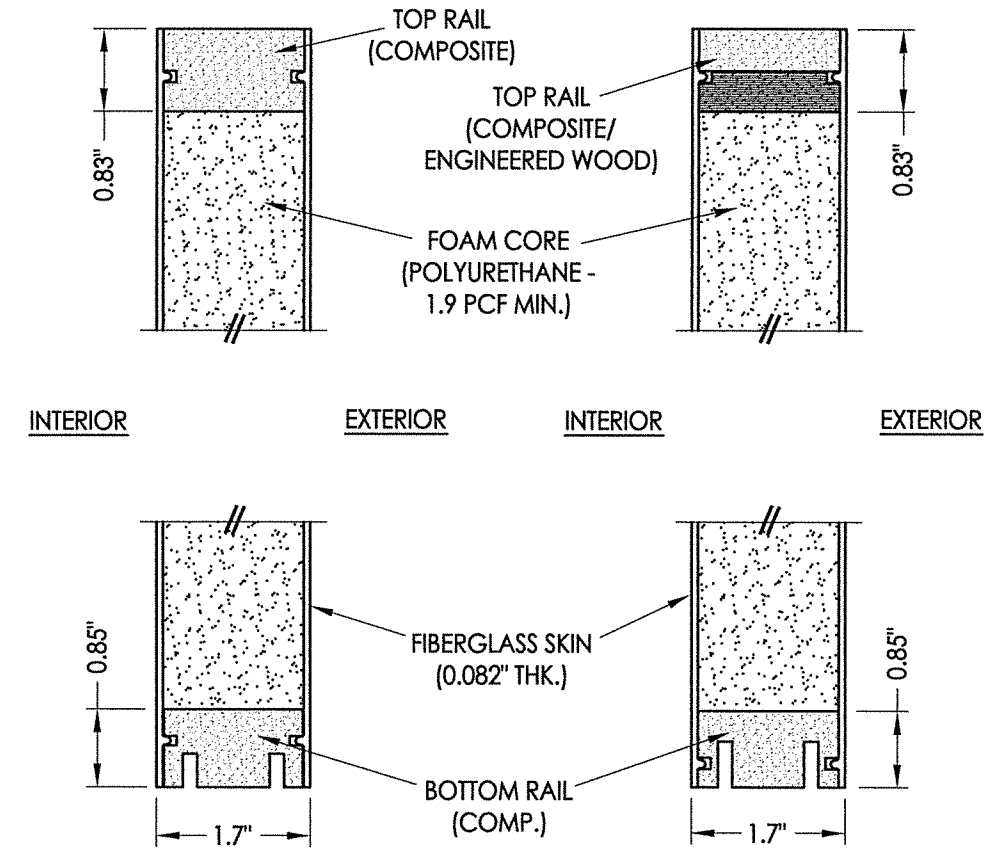 TOP RAIL
(COMPOSITE)
TOP RAIL
(COMPOSITE/
ENGINEERED WOOD)
0.83"
0.83"
FOAM CORE
(POLYURETHANE -
1.9 PCF MIN.)
INTERIOR
EXTERIOR
INTERIOR
EXTERIOR
0.85"
FIBERGLASS SKIN
(0.082" THK.)
0.85"
BOTTOM RAIL
(COMP.)
1.7"
1.7"